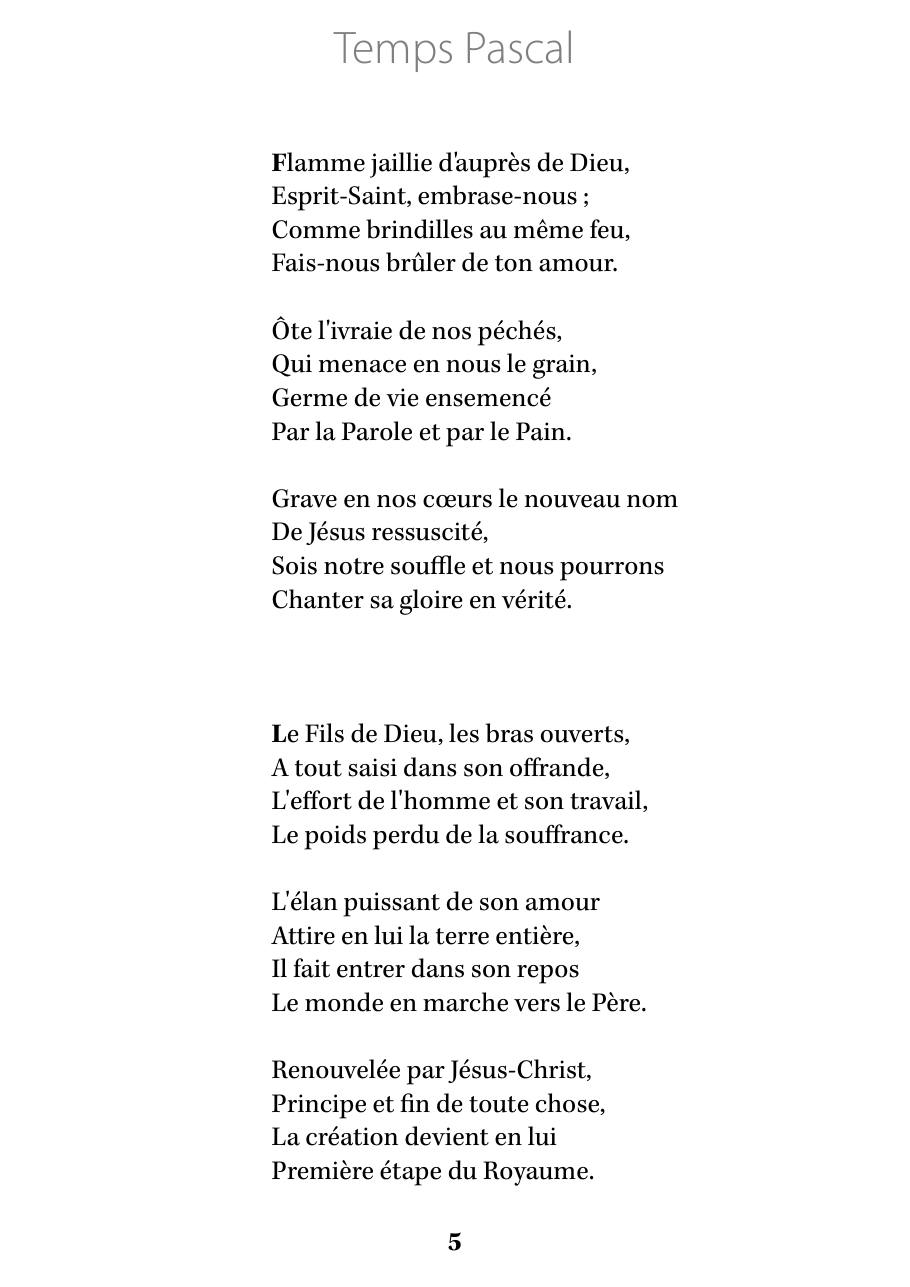 Temps Pascal
Flamme jaillie d'auprès de Dieu,
Esprit-Saint, embrase-nous ;
Comme brindilles au même feu,
Fais-nous brûler de ton amour.
Ôte l'ivraie de nos péchés,
Qui menace en nous le grain,
Germe de vie ensemencé
Par la Parole et par le Pain.
Grave en nos cœurs le nouveau nom
De Jésus ressuscité,
Sois notre souffle et nous pourrons
Chanter sa gloire en vérité.
Le Fils de Dieu, les bras ouverts,
A tout saisi dans son offrande,
L'effort de l'homme et son travail,
Le poids perdu de la souffrance.
L'élan puissant de son amour
Attire en lui la terre entière,
Il fait entrer dans son repos
Le monde en marche vers le Père.
Renouvelée par Jésus-Christ,
Principe et fin de toute chose,
La création devient en lui
Première étape du Royaume.
5